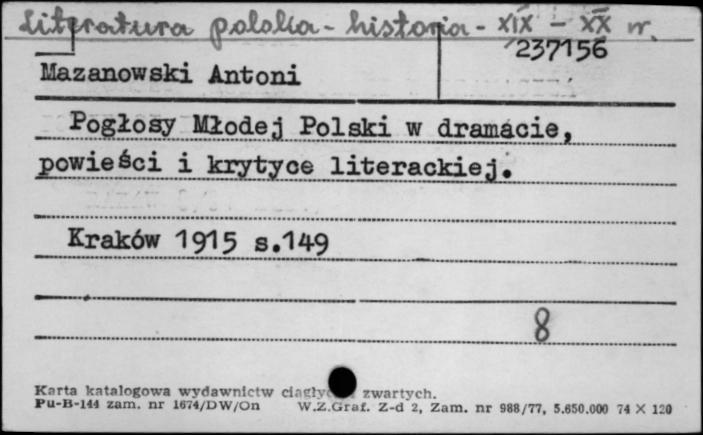 Literatura polska - historia - XIX - XX w.
237156
Mazanowski Antoni
Pogłosy Młodej Polski w dramacie,
powieści i krytyce literackiej.
Kraków 1915 s.149
8
Karta katalogowa wydawnictw zwartych.
Pu-B-144 zam. nr 1674/DW/On W.Z.Graf. Z-d 2, Zam. nr 988/77, 5.650.000 74 X 120